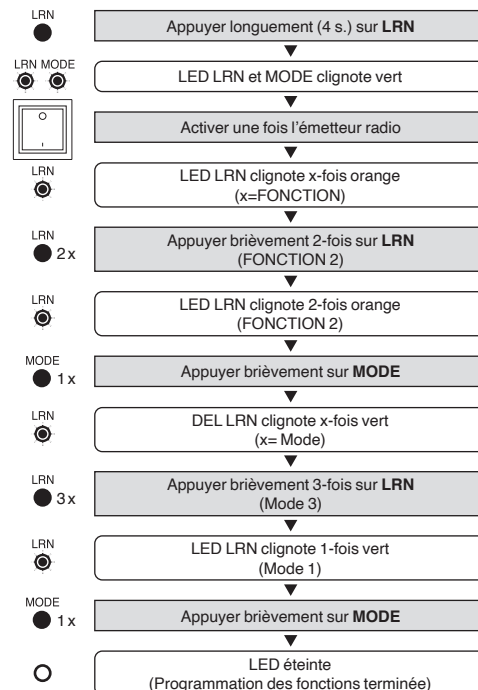 LRN
Appuyer longuement (4 s.) sur LRN
LRN MODE
LED LRN et MODE clignote vert
Activer une fois l'émetteur radio
LRN
LED LRN clignote x-fois orange
(x=FONCTION)
LRN
2 x
Appuyer brièvement 2-fois sur LRN
(FONCTION 2)
LRN
LED LRN clignote 2-fois orange
(FONCTION 2)
MODE
1 x
Appuyer brièvement sur MODE
LRN
DEL LRN clignote x-fois vert
(x= Mode)
LRN
3 x
Appuyer brièvement 3-fois sur LRN
(Mode 3)
LRN
LED LRN clignote 1-fois vert
(Mode 1)
MODE
1 x
Appuyer brièvement sur MODE
LED éteinte
(Programmation des fonctions terminée)